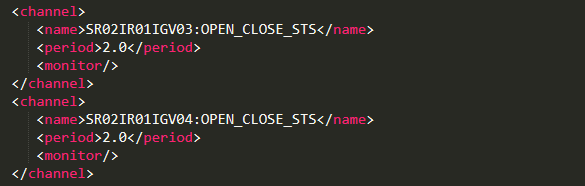 <channel>
<name>SR02IR01IGV03:OPEN_CLOSE_STS</name>
<period>2.0</period>
<monitor/>
</channel>
<channel>
<name>SR02IR01IGV04:OPEN_CLOSE_STS</name>
<period>2.0</period>
<monitor/>
</channel>